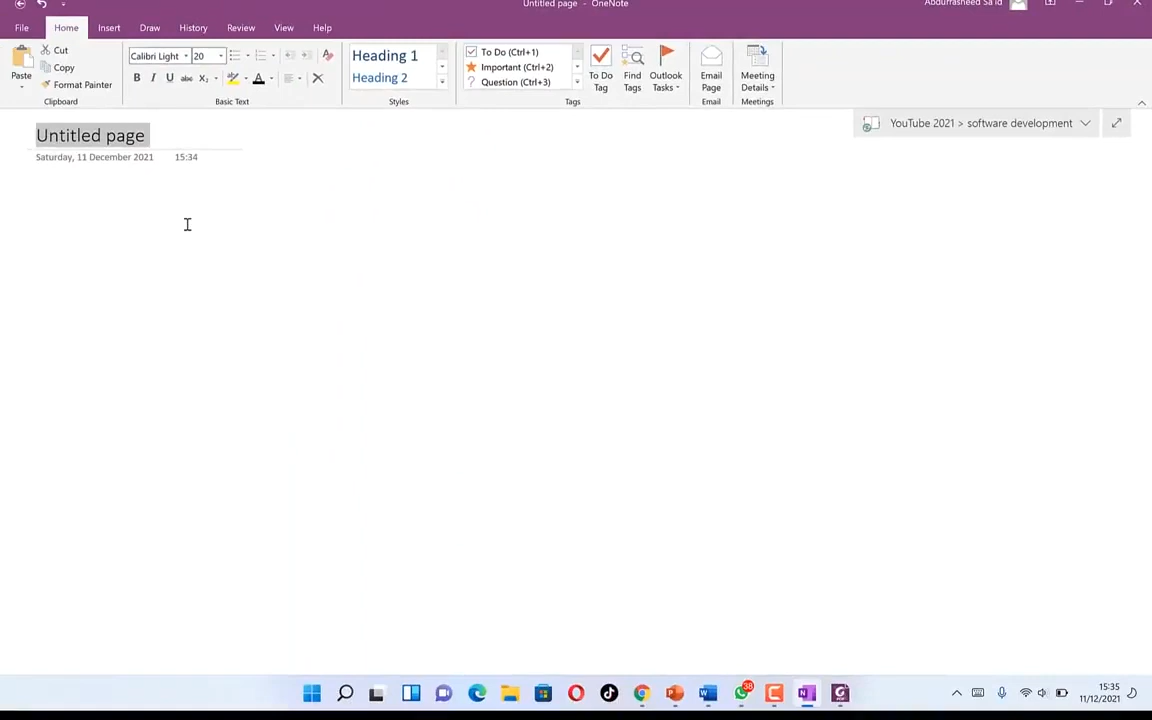 Untitled page - OneNote
Abdurrasheed Sa'id
File Home Insert Draw History Review View Help
Paste
Cut
Copy
Format Painter
Clipboard
Calibri Light 20
B I U abc X₂ A
Basic Text
Heading 1
Heading 2
Styles
To Do (Ctrl+1)
Important (Ctrl+2)
? Question (Ctrl+3)
Tags
To Do
Tag
Find
Tags
Outlook
Tasks
Email
Page
Email
Meeting
Details
Meetings
Untitled page
Saturday, 11 December 2021 15:34
YouTube 2021 > software development
38
15:35
11/12/2021